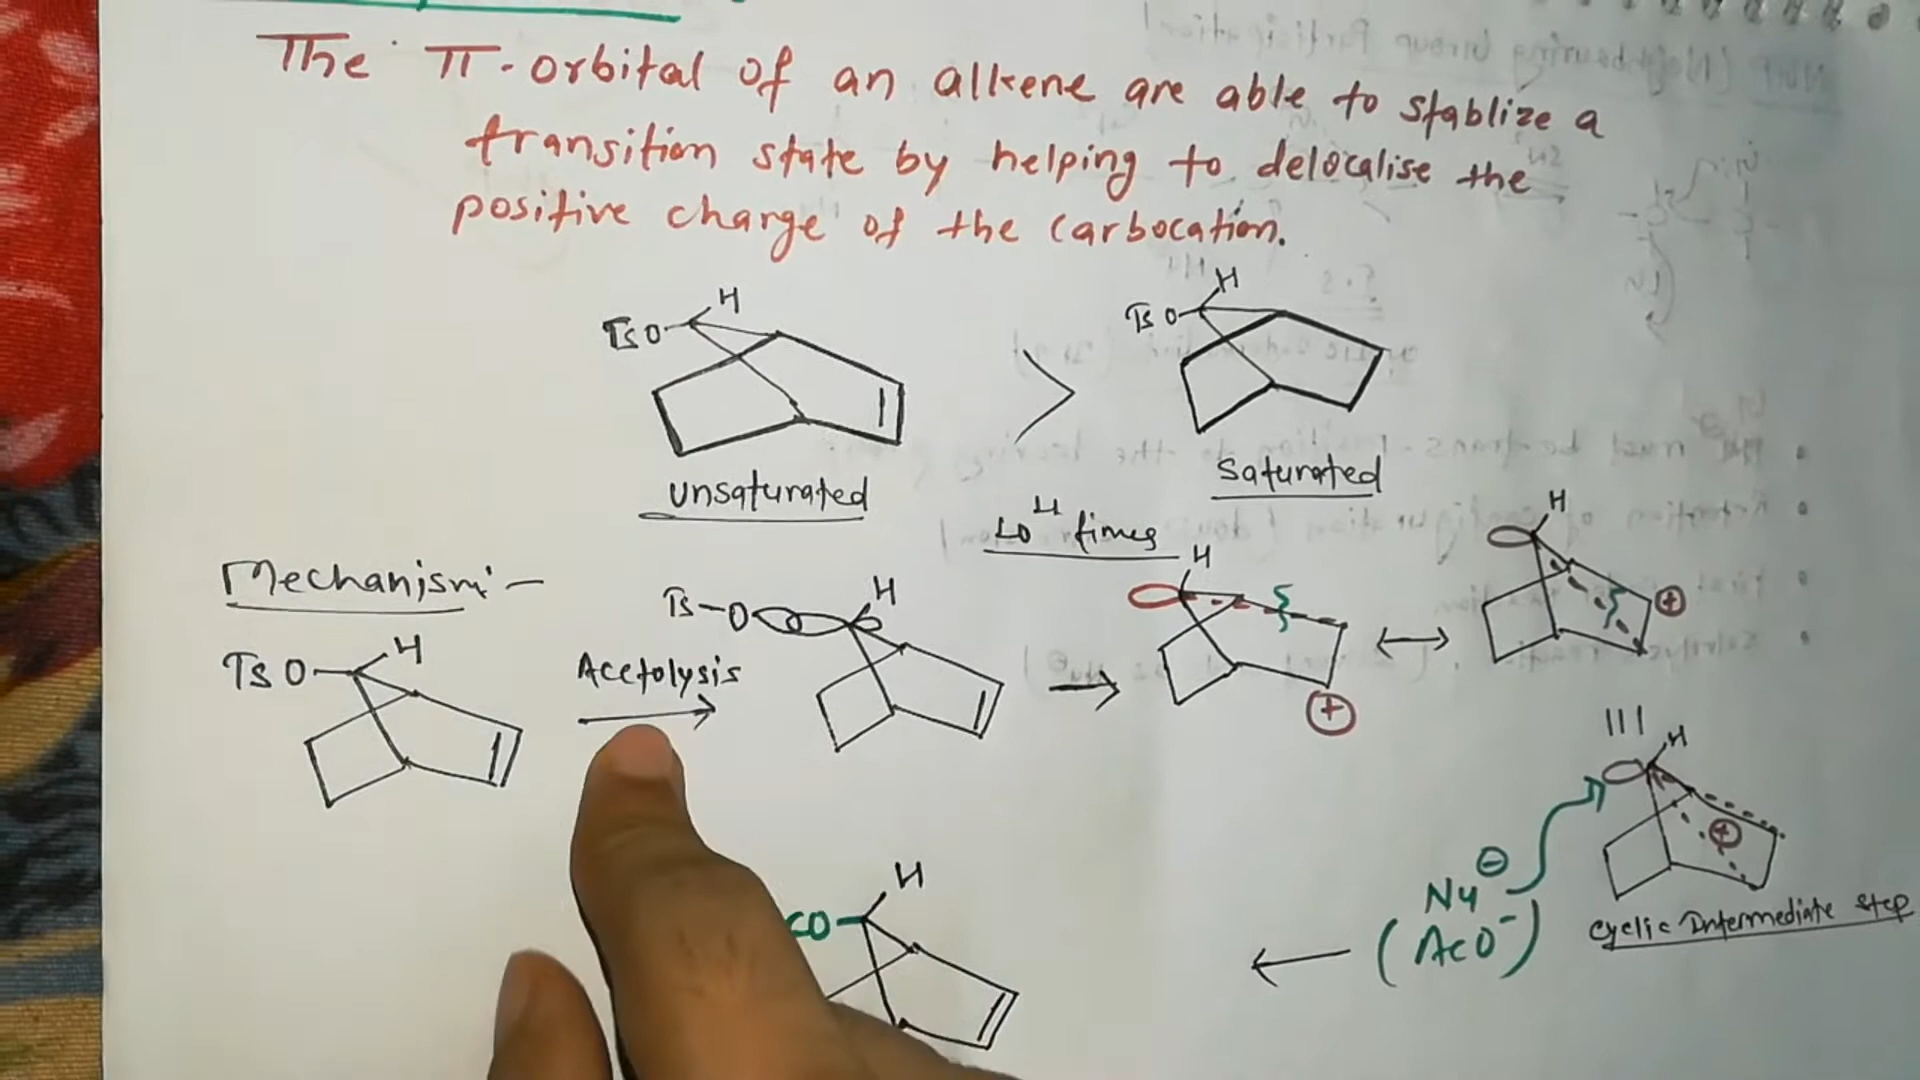 The π-orbital of an alkene are able to stablize a
transition state by helping to delocalise the
positive charge of the carbocation.
TsO H
TsO H
>
unsaturated
saturated
10⁴ times
Mechanism:-
TsO H
Acetolysis
Ts-O H
H
⊕
H
⊕
H
⊕
Cyclic Intermediate Step
Nu⊖
(AcO⁻)
CO H